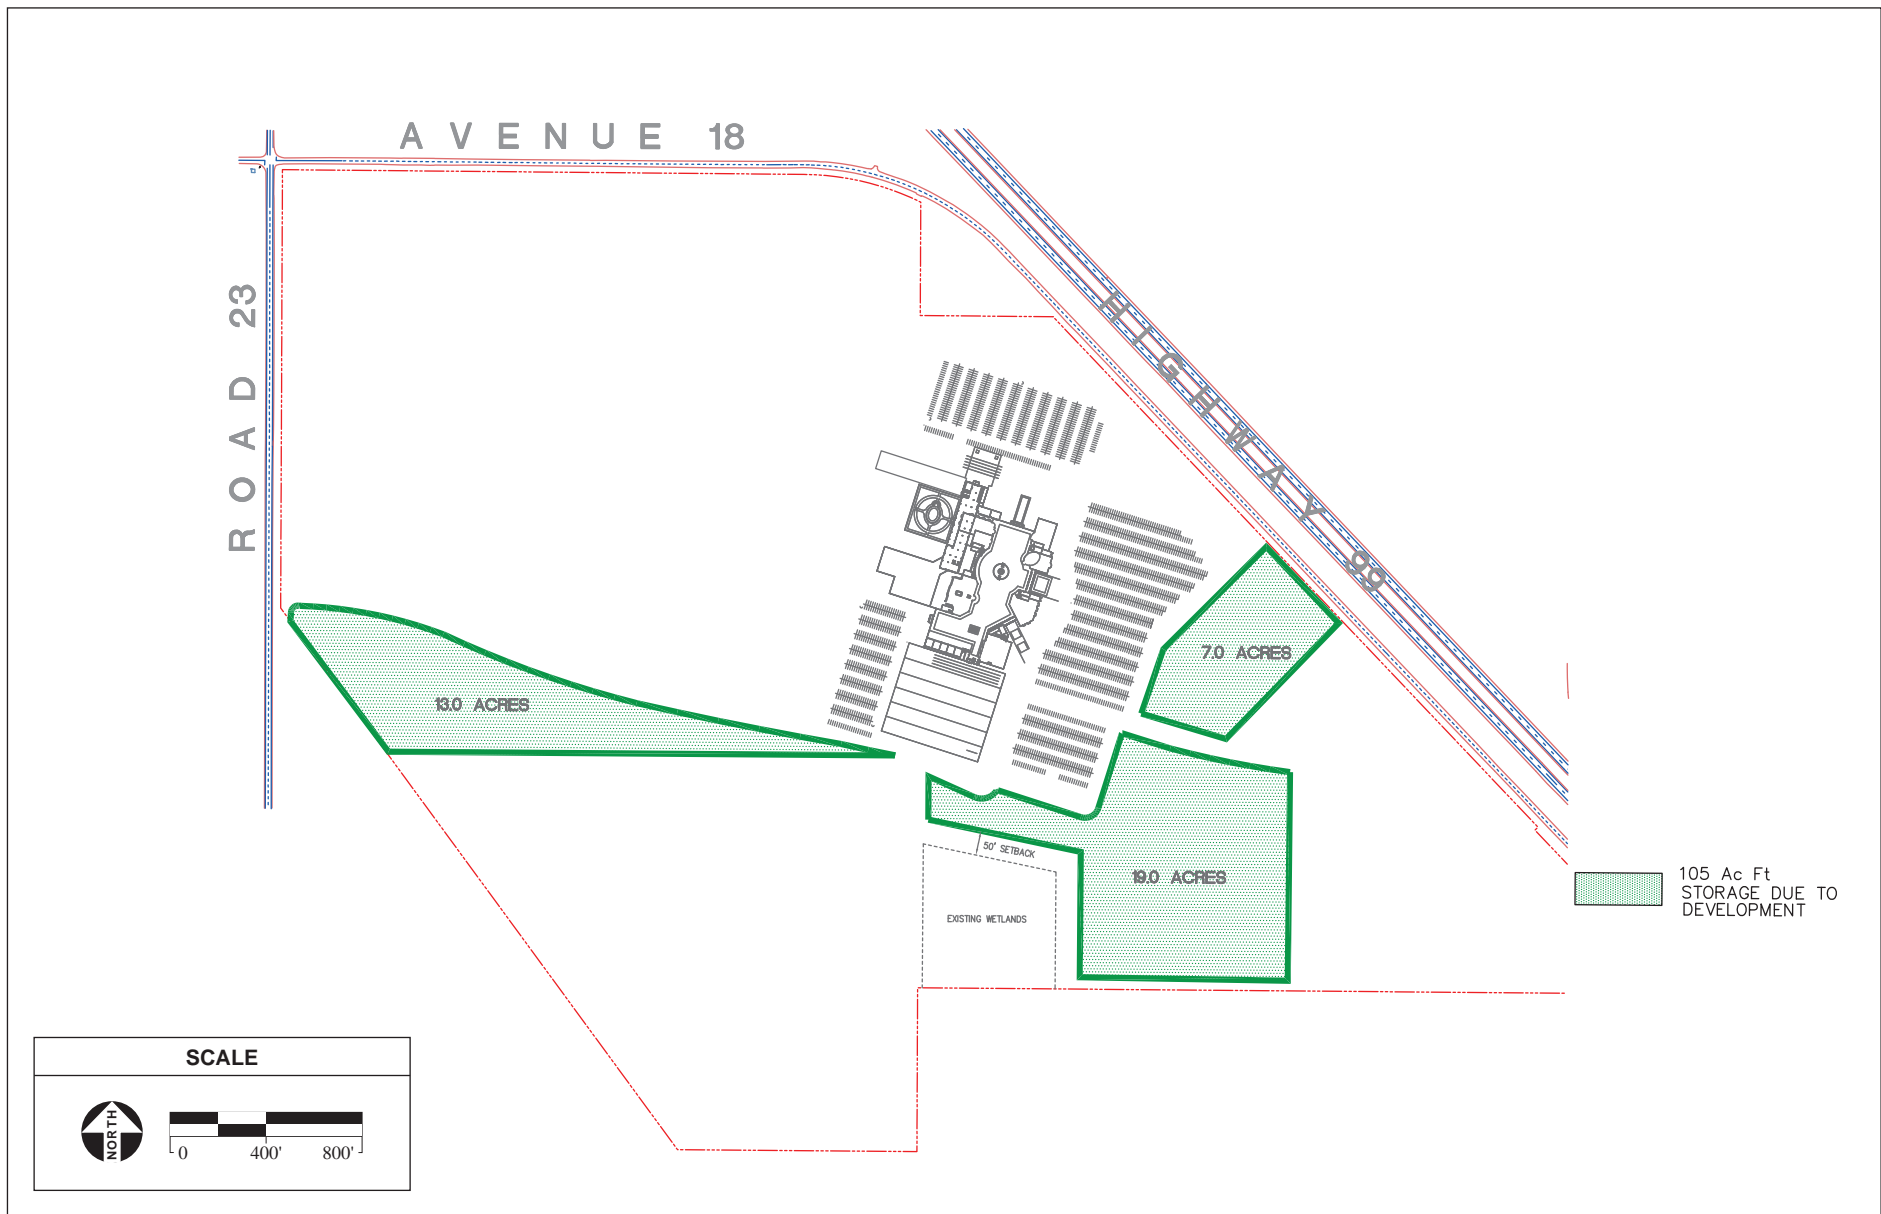 AVENUE 18
ROAD 23
HIGHWAY 99
7.0 ACRES
13.0 ACRES
50' SETBACK
19.0 ACRES
EXISTING WETLANDS
105 Ac Ft
STORAGE DUE TO
DEVELOPMENT
SCALE
NORTH
0 400' 800'